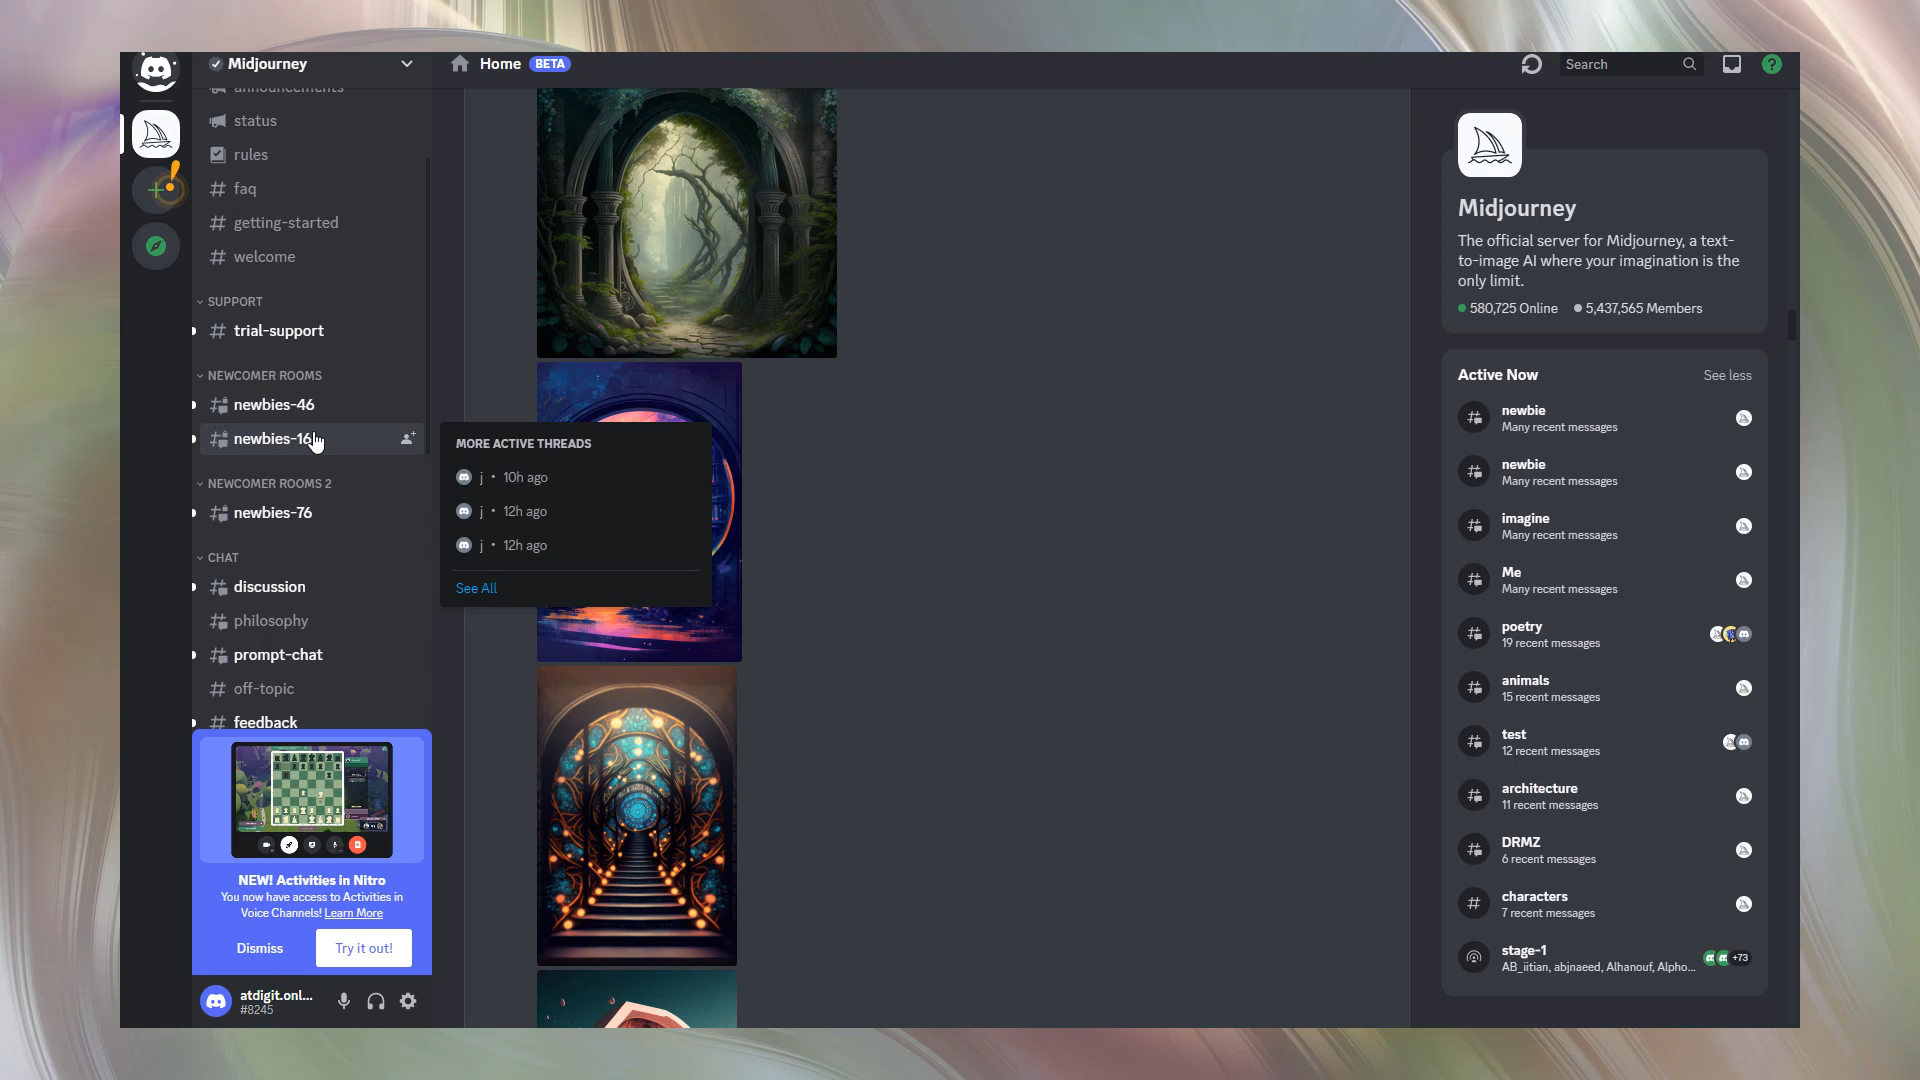 Midjourney
Home BETA
Search
announcements
status
rules
faq
getting-started
welcome
SUPPORT
trial-support
NEWCOMER ROOMS
newbies-46
newbies-16
NEWCOMER ROOMS 2
newbies-76
CHAT
discussion
philosophy
prompt-chat
off-topic
feedback
NEW! Activities in Nitro
You now have access to Activities in
Voice Channels! Learn More
Dismiss
Try it out!
atdigit.onl...
#8245
MORE ACTIVE THREADS
j • 10h ago
j • 12h ago
j • 12h ago
See All
Midjourney
The official server for Midjourney, a text-
to-image AI where your imagination is the
only limit.
580,725 Online
5,437,565 Members
Active Now
See less
newbie
Many recent messages
newbie
Many recent messages
imagine
Many recent messages
Me
Many recent messages
poetry
19 recent messages
animals
15 recent messages
test
12 recent messages
architecture
11 recent messages
DRMZ
6 recent messages
characters
7 recent messages
stage-1
AB_iitian, abjnaeed, Alhanouf, Alpho...
+73